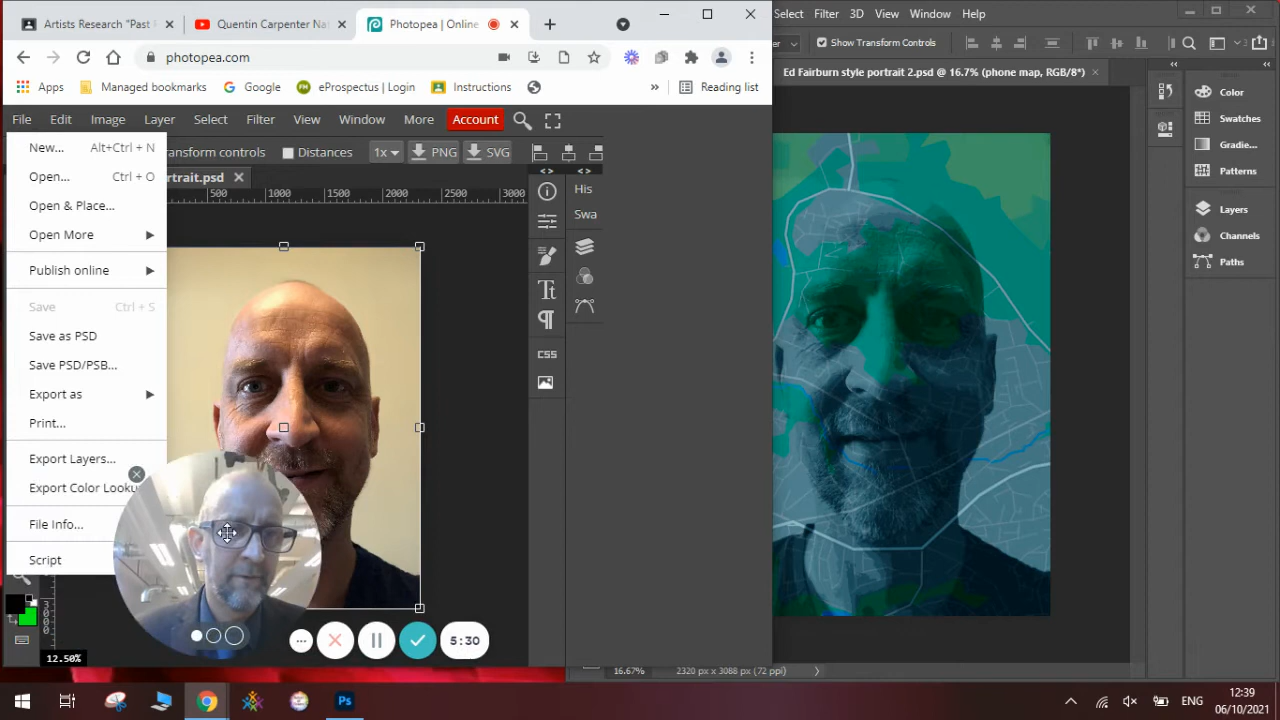 Artists Research "Past P
Quentin Carpenter Na
Photopea | Online
photopea.com
Apps
Managed bookmarks
Google
eProspectus | Login
Instructions
»
Reading list
File
Edit
Image
Layer
Select
Filter
View
Window
More
Account
ransform controls
Distances
1x
PNG
SVG
rtrait.psd
500
1000
1500
2000
2500
3000
New... Alt+Ctrl + N
Open... Ctrl + O
Open & Place...
Open More
Publish online
Save Ctrl + S
Save as PSD
Save PSD/PSB...
Export as
Print...
Export Layers...
Export Color Looku
File Info...
Script
12.50%
< >
< >
His
Swa
CSS
5:30
Select
Filter
3D
View
Window
Show Transform Controls
Ed Fairburn style portrait 2.psd @ 16.7% (phone map, RGB/8*)
Color
Swatches
Gradie...
Patterns
Layers
Channels
Paths
16.67%
2320 px x 3088 px (72 ppi)
Ps
ENG
12:39
06/10/2021